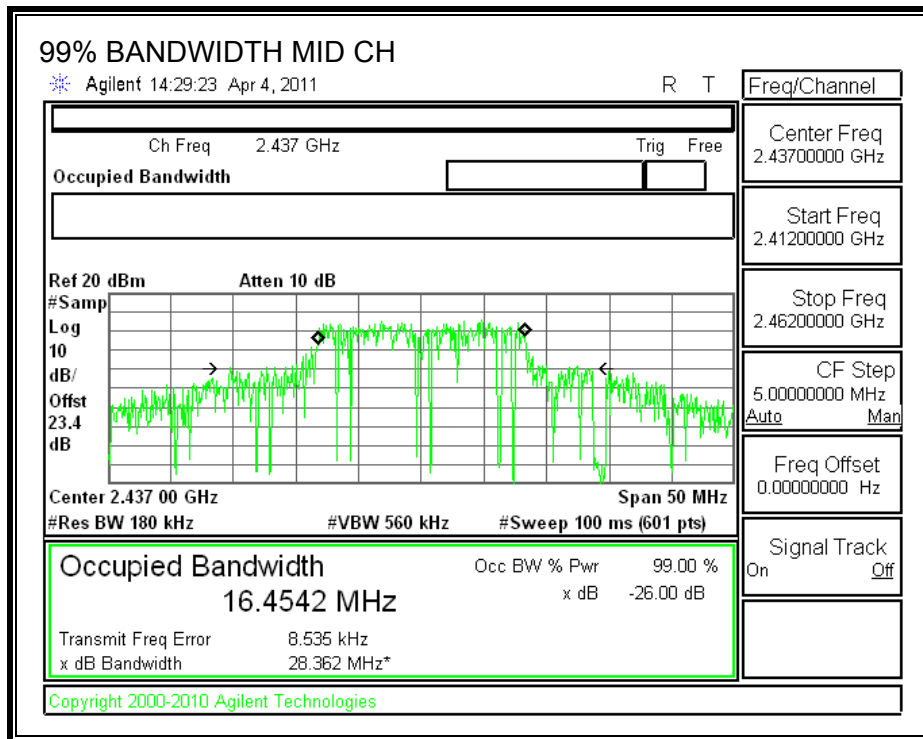 99% BANDWIDTH MID CH
Agilent 14:29:23 Apr 4, 2011 R T
Freq/Channel
Ch Freq 2.437 GHz Trig Free
Occupied Bandwidth
Center Freq
2.43700000 GHz
Start Freq
2.41200000 GHz
Stop Freq
2.46200000 GHz
CF Step
5.00000000 MHz
Auto Man
Freq Offset
0.00000000 Hz
Signal Track
On Off
Ref 20 dBm Atten 10 dB
#Samp
Log
10
dB/
Offst
23.4
dB
Center 2.437 00 GHz Span 50 MHz
#Res BW 180 kHz #VBW 560 kHz #Sweep 100 ms (601 pts)
Occupied Bandwidth Occ BW % Pwr 99.00 %
16.4542 MHz x dB -26.00 dB
Transmit Freq Error 8.535 kHz
x dB Bandwidth 28.362 MHz*
Copyright 2000-2010 Agilent Technologies